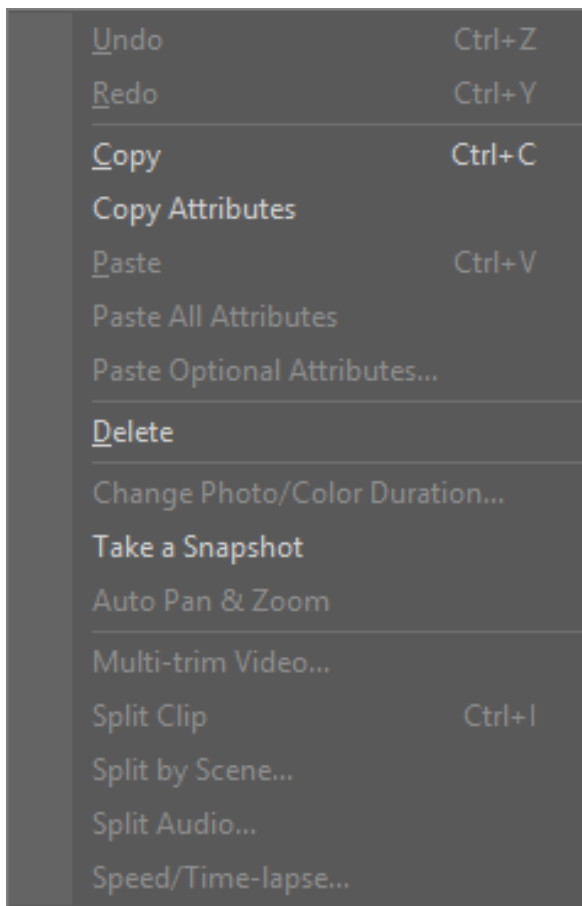 Undo Ctrl+Z
Redo Ctrl+Y
Copy Ctrl+C
Copy Attributes
Paste Ctrl+V
Paste All Attributes
Paste Optional Attributes...
Delete
Change Photo/Color Duration...
Take a Snapshot
Auto Pan & Zoom
Multi-trim Video...
Split Clip Ctrl+I
Split by Scene...
Split Audio...
Speed/Time-lapse...